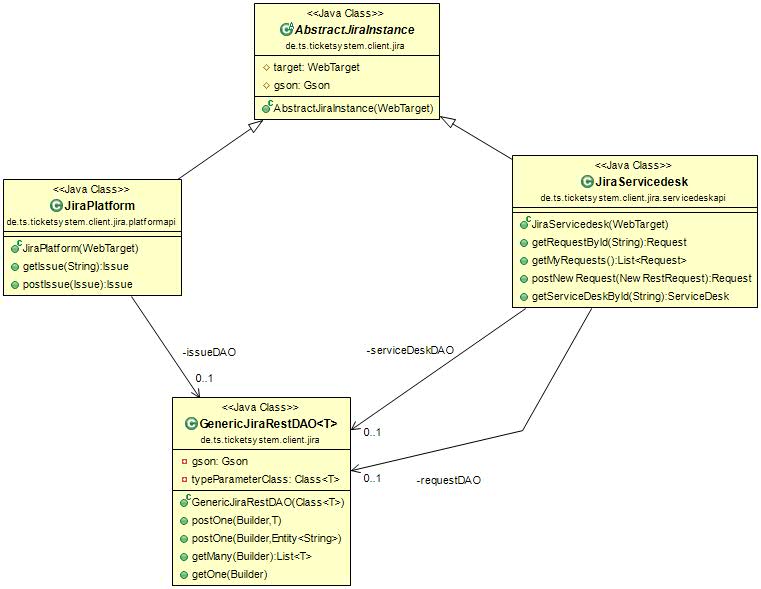 <<Java Class>>
AbstractJiraInstance
de.ts.ticketsystem.client.jira
target: WebTarget
gson: Gson
AbstractJiraInstance(WebTarget)
<<Java Class>>
JiraPlatform
de.ts.ticketsystem.client.jira.platformapi
JiraPlatform(WebTarget)
getIssue(String):Issue
postIssue(Issue):Issue
<<Java Class>>
JiraServicedesk
de.ts.ticketsystem.client.jira.servicedeskapi
JiraServicedesk(WebTarget)
getRequestById(String):Request
getMyRequests():List<Request>
postNewRequest(NewRestRequest):Request
getServiceDeskById(String):ServiceDesk
-issueDAO
0..1
-serviceDeskDAO
0..1
-requestDAO
0..1
<<Java Class>>
GenericJiraRestDAO<T>
de.ts.ticketsystem.client.jira
gson: Gson
typeParameterClass: Class<T>
GenericJiraRestDAO(Class<T>)
postOne(Builder,T)
postOne(Builder,Entity<String>)
getMany(Builder):List<T>
getOne(Builder)